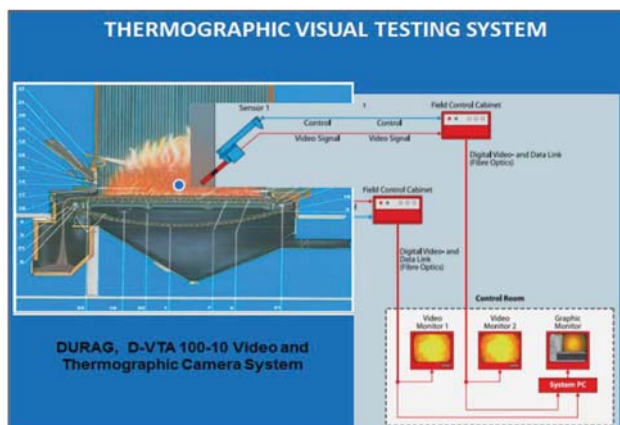 THERMOGRAPHIC VISUAL TESTING SYSTEM
Sensor 1
Control
Control
Video Signal
Video Signal
Field Control Cabinet
Digital Video- and Data Link
(Fibre Optics)
Field Control Cabinet
Digital Video- and
Data Link
(Fibre Optics)
Control Room
Video
Monitor 1
Video
Monitor 2
Graphic
Monitor
System PC
DURAG, D-VTA 100-10 Video and
Thermographic Camera System